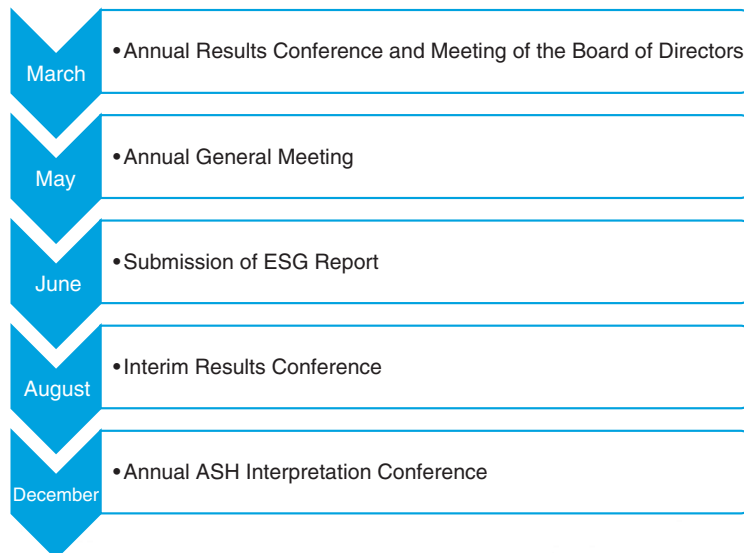 March
•Annual Results Conference and Meeting of the Board of Directors
May
•Annual General Meeting
June
•Submission of ESG Report
August
•Interim Results Conference
December
•Annual ASH Interpretation Conference